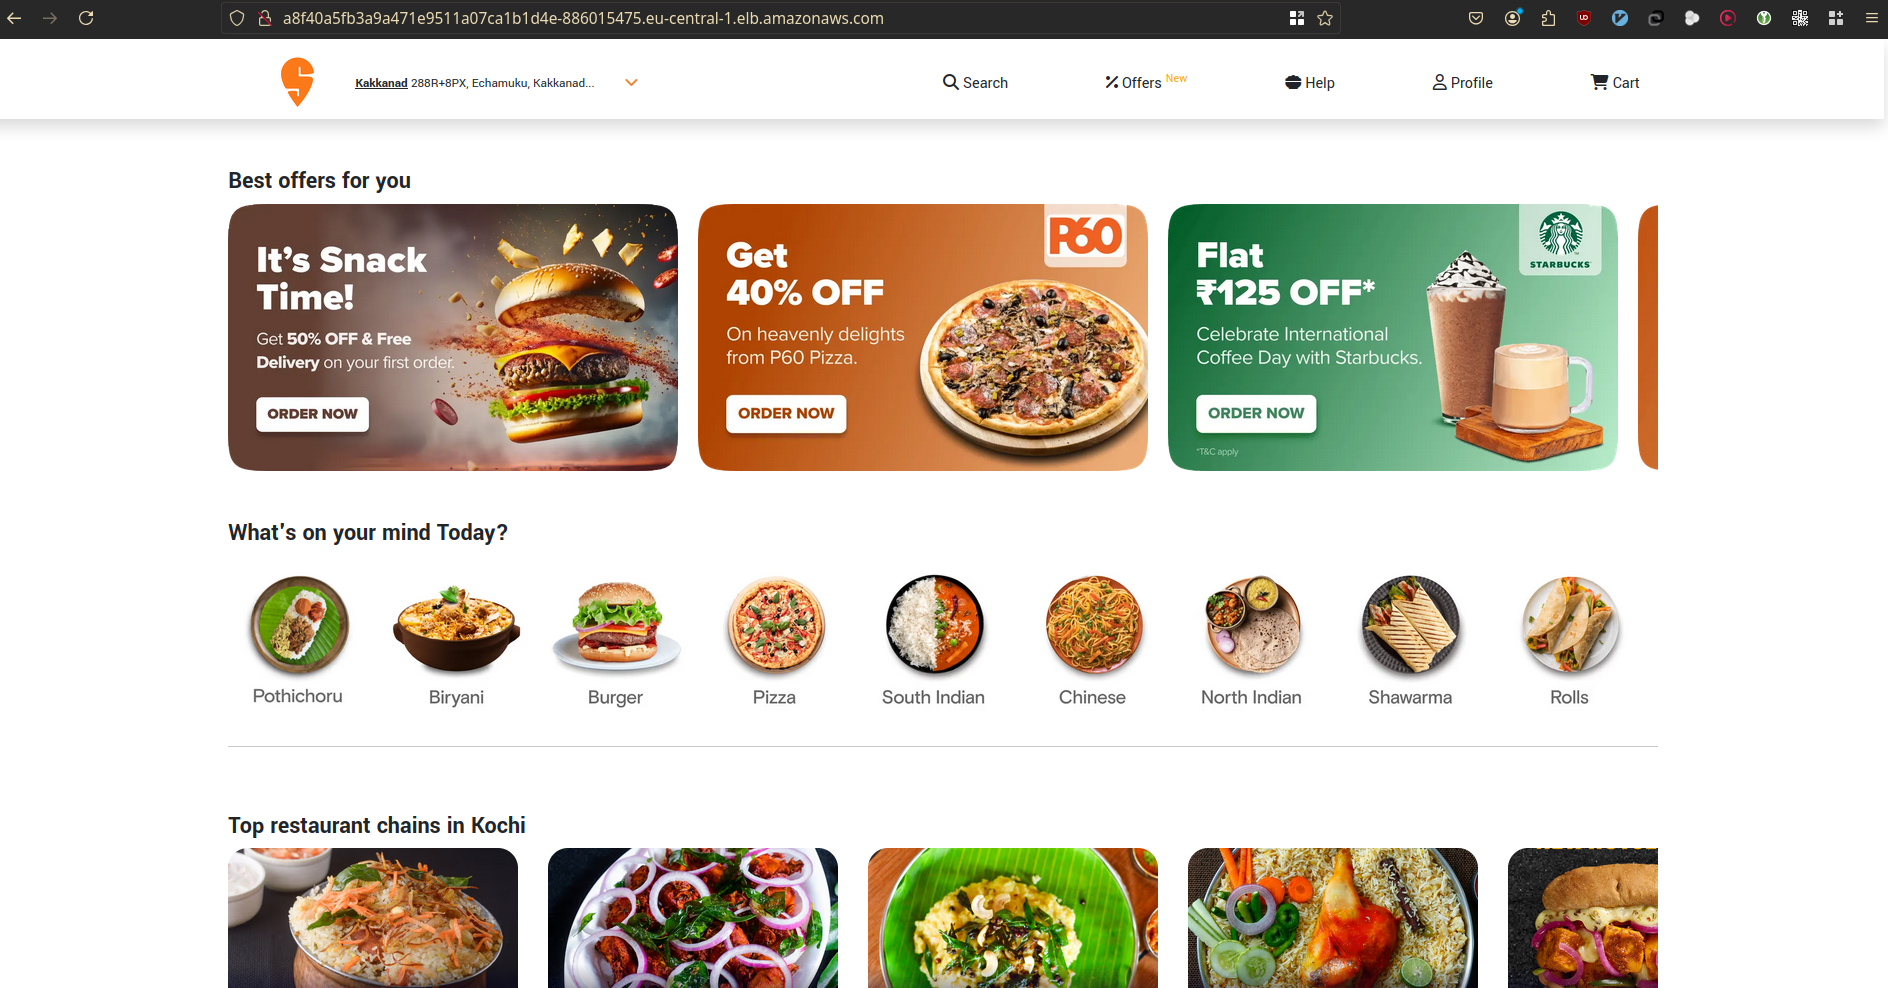 a8f40a5fb3a9a471e9511a07ca1b1d4e-886015475.eu-central-1.elb.amazonaws.com
Kakkanad 288R+8PX, Echamuku, Kakkanad...
Search
Offers New
Help
Profile
Cart
Best offers for you
It's Snack
Time!
Get 50% OFF & Free
Delivery on your first order.
ORDER NOW
P60
Get
40% OFF
On heavenly delights
from P60 Pizza.
ORDER NOW
STARBUCKS
Flat
₹125 OFF*
Celebrate International
Coffee Day with Starbucks.
ORDER NOW
*T&C apply
What's on your mind Today?
Pothichoru
Biryani
Burger
Pizza
South Indian
Chinese
North Indian
Shawarma
Rolls
Top restaurant chains in Kochi